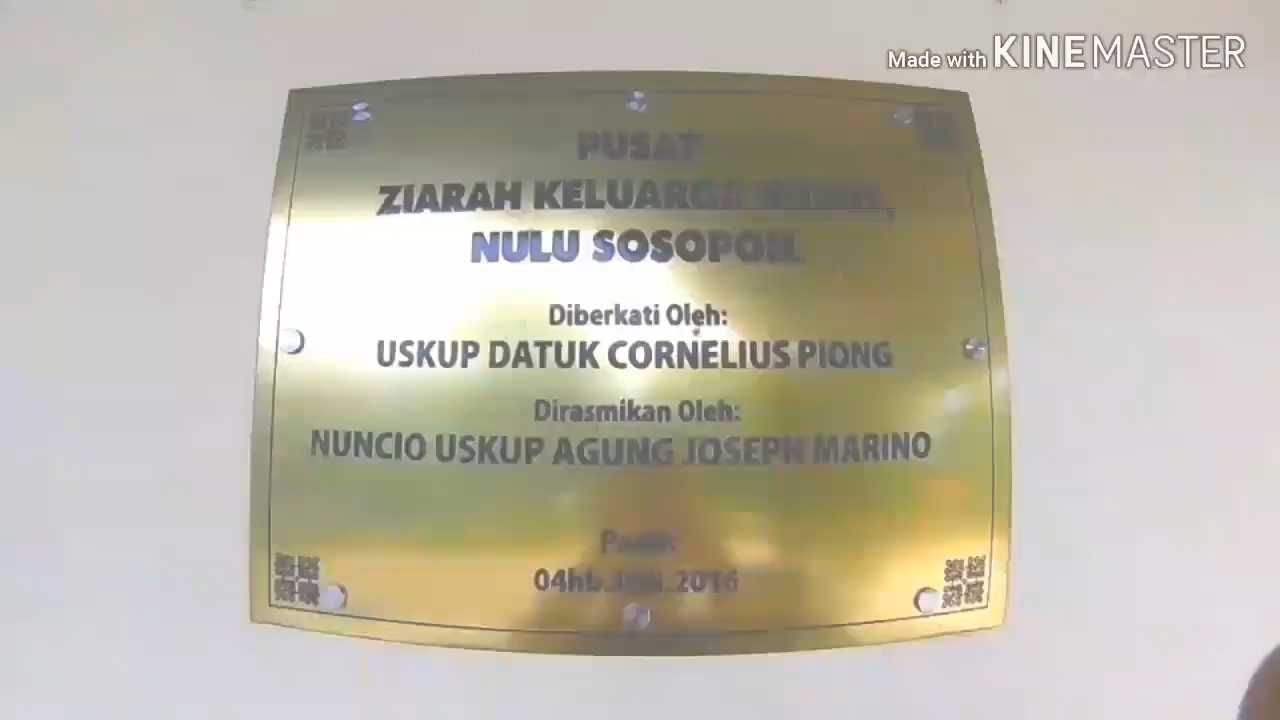 Made with KINEMASTER
PUSAT
ZIARAH KELUARGA
NULU SOSOPON.
Diberkati Oleh:
USKUP DATUK CORNELIUS PIONG
Dirasmikan Oleh:
NUNCIO USKUP AGUNG JOSEPH MARINO
04hb. 2016